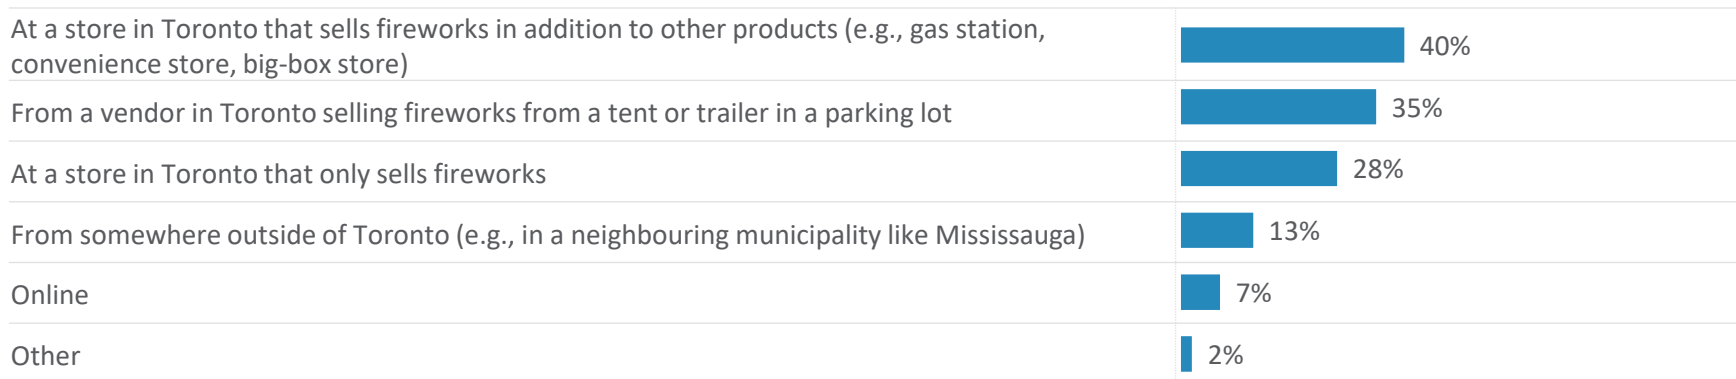 At a store in Toronto that sells fireworks in addition to other products (e.g., gas station,
convenience store, big-box store)
40%
From a vendor in Toronto selling fireworks from a tent or trailer in a parking lot
35%
At a store in Toronto that only sells fireworks
28%
From somewhere outside of Toronto (e.g., in a neighbouring municipality like Mississauga)
13%
Online
7%
Other
2%